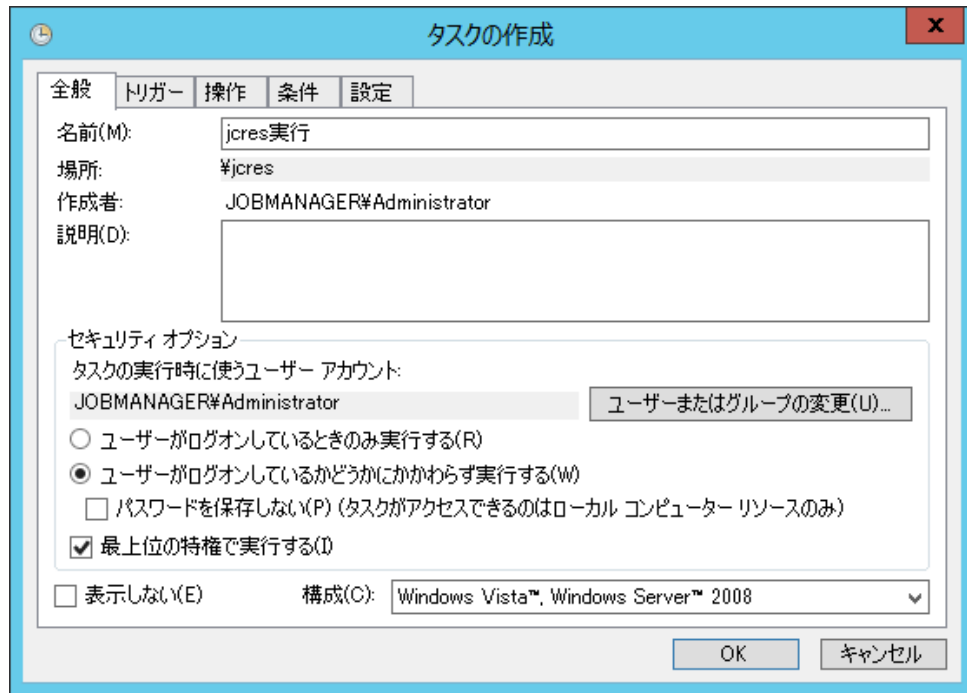 タスクの作成
x
全般 トリガー 操作 条件 設定
名前(M): jcres実行
場所: ¥jcres
作成者: JOBMANAGER¥Administrator
説明(D):
セキュリティ オプション
タスクの実行時に使うユーザー アカウント:
JOBMANAGER¥Administrator ユーザーまたはグループの変更(U)...
ユーザーがログオンしているときのみ実行する(R)
ユーザーがログオンしているかどうかにかかわらず実行する(W)
パスワードを保存しない(P) (タスクがアクセスできるのはローカル コンピューター リソースのみ)
最上位の特権で実行する(I)
表示しない(E) 構成(C): Windows Vista™, Windows Server™ 2008
OK キャンセル